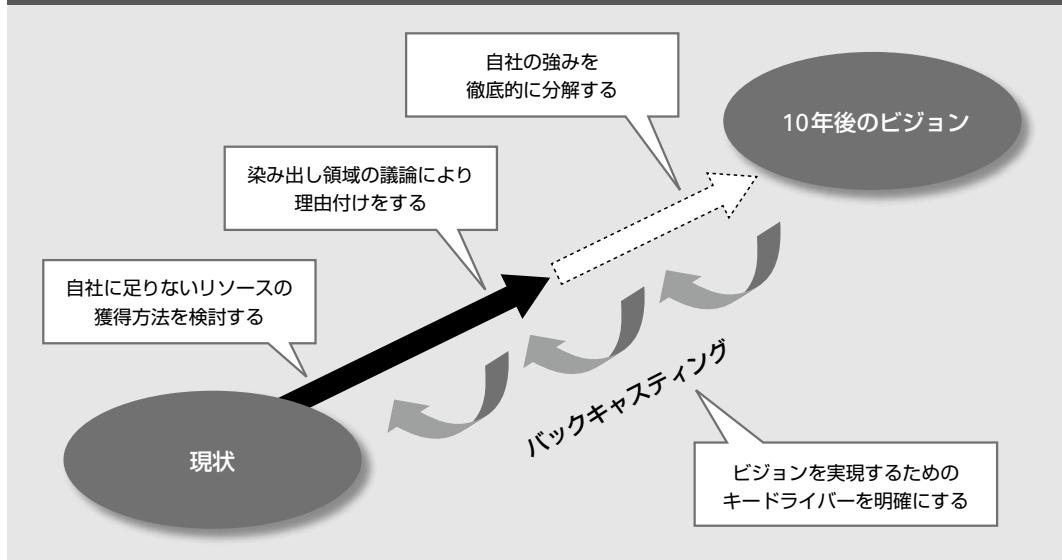 自社の強みを
徹底的に分解する
10年後のビジョン
染み出し領域の議論により
理由付けをする
自社に足りないリソースの
獲得方法を検討する
バックキャスティング
現状
ビジョンを実現するための
キードライバーを明確にする